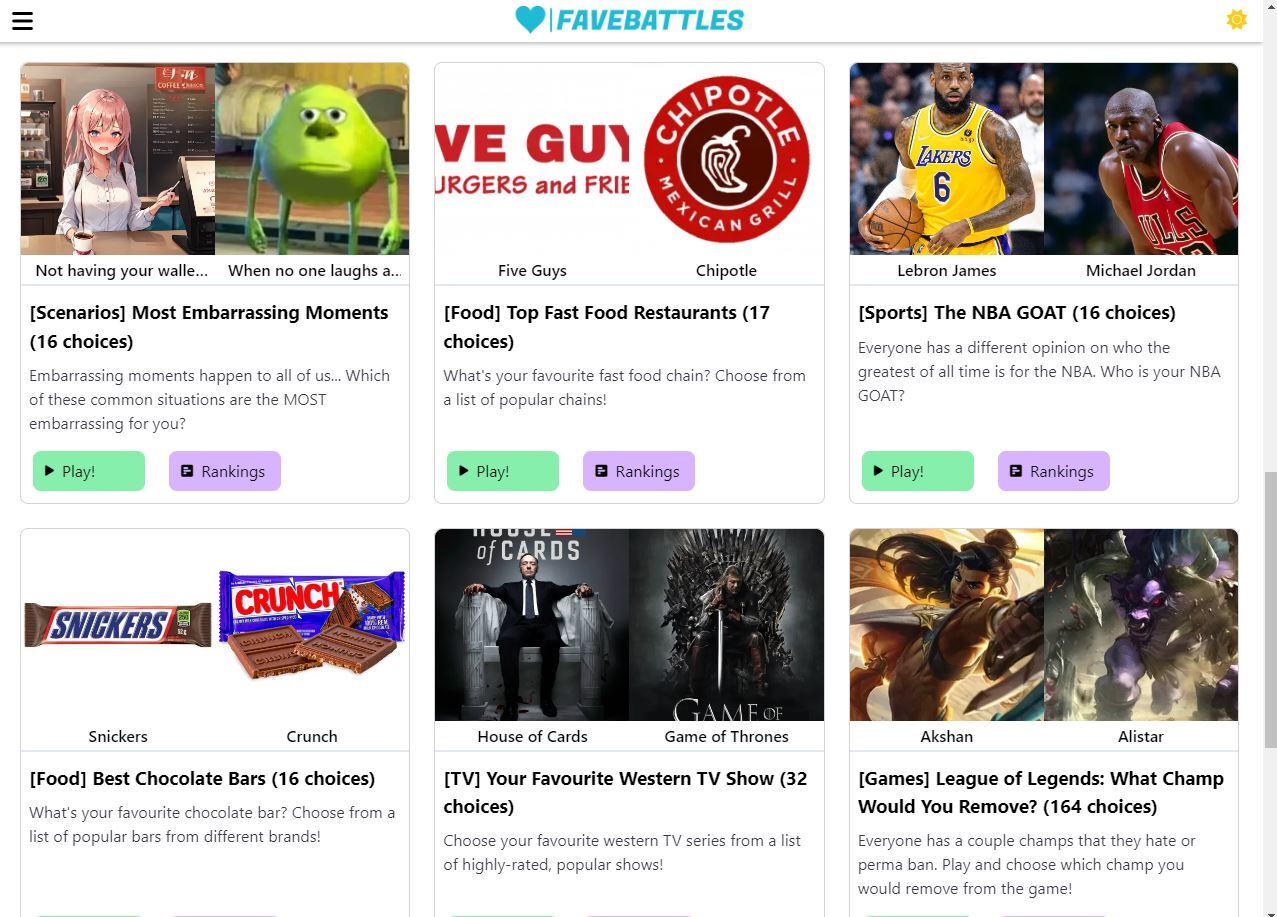 FAVEBATTLES
COFFEE
VE GUY
URGERS and FRIE
CHIPOTLE
MEXICAN GRILL
LAKERS
6
ULLS
Not having your walle...
When no one laughs a...
Five Guys
Chipotle
Lebron James
Michael Jordan
[Scenarios] Most Embarrassing Moments
(16 choices)
Embarrassing moments happen to all of us... Which
of these common situations are the MOST
embarrassing for you?
Play!
Rankings
[Food] Top Fast Food Restaurants (17
choices)
What's your favourite fast food chain? Choose from
a list of popular chains!
Play!
Rankings
[Sports] The NBA GOAT (16 choices)
Everyone has a different opinion on who the
greatest of all time is for the NBA. Who is your NBA
GOAT?
Play!
Rankings
SNICKERS
CRUNCH
HOUSE
of CARDS
GAME OF
Snickers
Crunch
House of Cards
Game of Thrones
Akshan
Alistar
[Food] Best Chocolate Bars (16 choices)
What's your favourite chocolate bar? Choose from a
list of popular bars from different brands!
[TV] Your Favourite Western TV Show (32
choices)
Choose your favourite western TV series from a list
of highly-rated, popular shows!
[Games] League of Legends: What Champ
Would You Remove? (164 choices)
Everyone has a couple champs that they hate or
perma ban. Play and choose which champ you
would remove from the game!